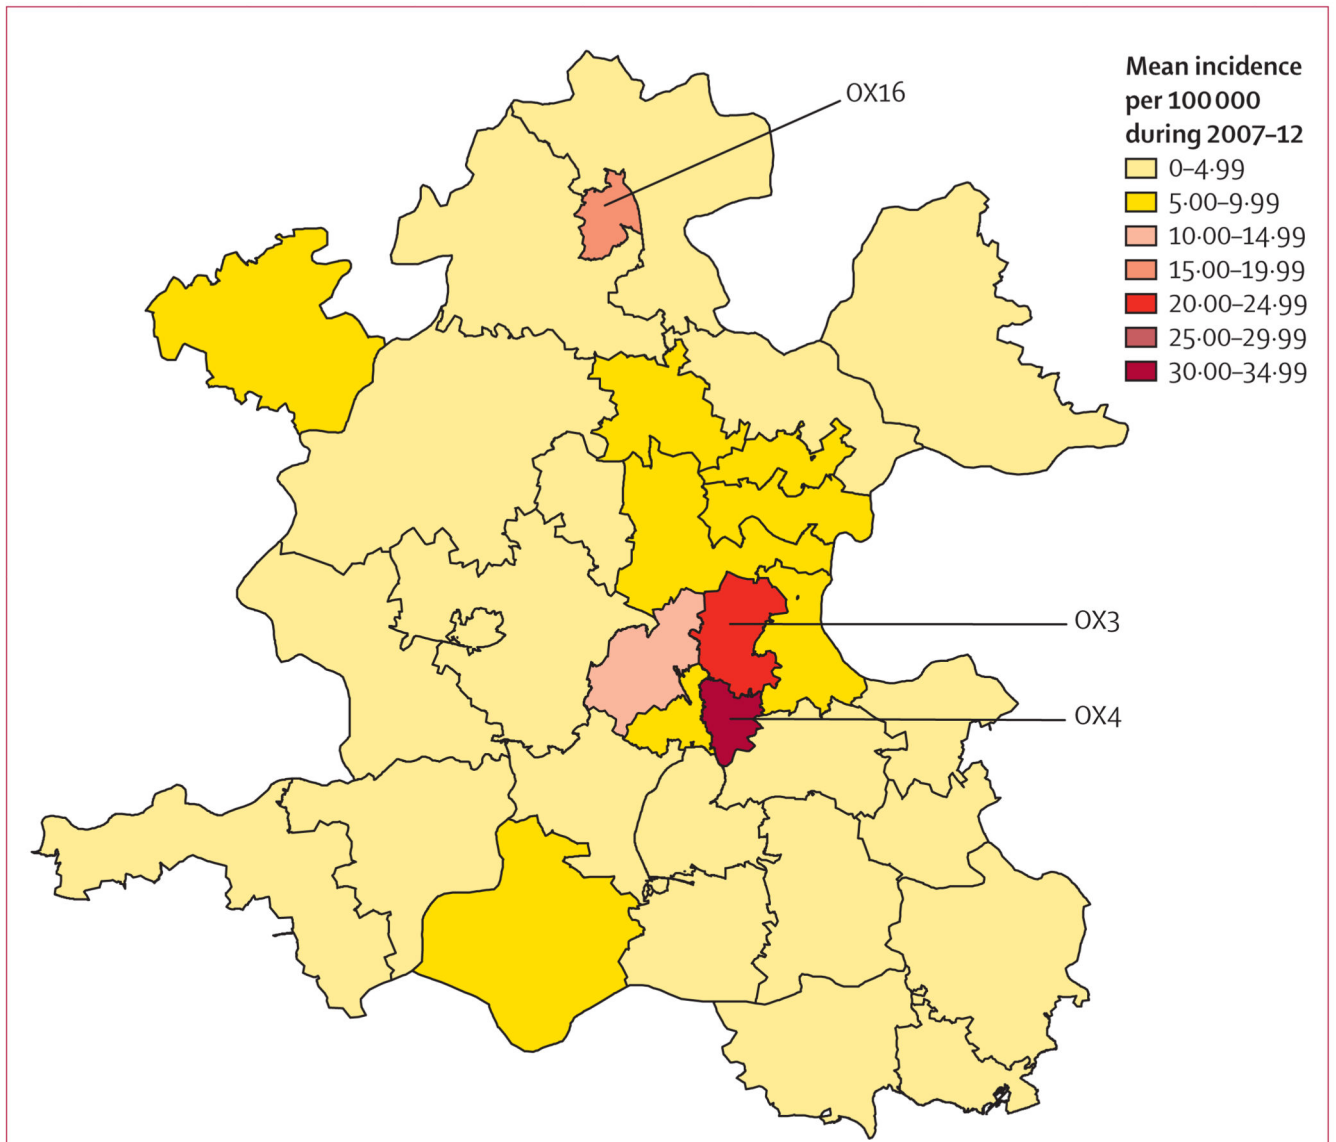 Mean incidence
per 100 000
during 2007–12
0–4·99
5·00–9·99
10·00–14·99
15·00–19·99
20·00–24·99
25·00–29·99
30·00–34·99
OX16
OX3
OX4